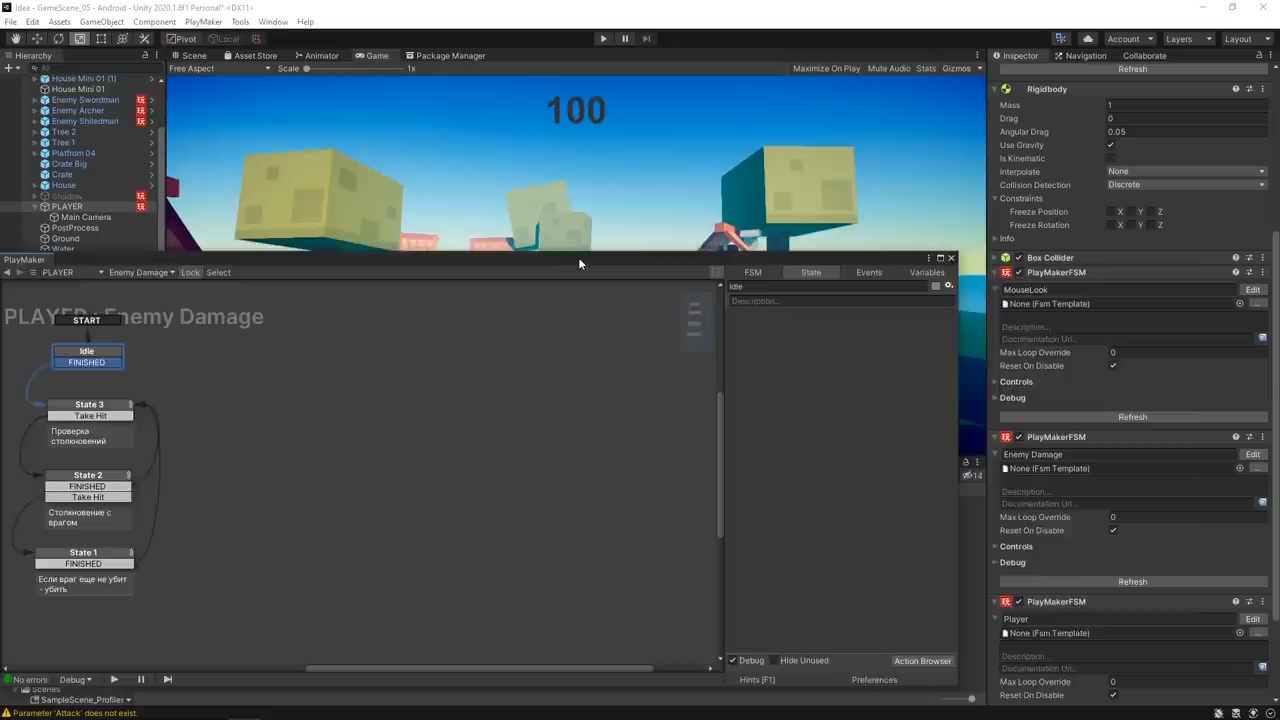 Idea - GameScene_05 - Android - Unity 2020.1.6f1 Personal* <DX11>
File Edit Assets GameObject Component PlayMaker Tools Window Help
Pivot Local Account Layers Layout
Hierarchy Scene Asset Store Animator Game Package Manager Inspector Navigation Collaborate
All Free Aspect Scale 1x Maximize On Play Mute Audio Stats Gizmos
Refresh
House Mini 01 (1)
House Mini 01
Enemy Swordman
Enemy Archer
Enemy Shiledman
Tree 2
Tree 1
Platfrom 04
Crate Big
Crate
House
Shadow
PLAYER
Main Camera
PostProcess
Ground
Water
100
Rigidbody
Mass 1
Drag 0
Angular Drag 0.05
Use Gravity
Is Kinematic
Interpolate None
Collision Detection Discrete
Constraints
Freeze Position X Y Z
Freeze Rotation X Y Z
Info
Box Collider
PlayMakerFSM
MouseLook Edit
None (Fsm Template) ...
Description...
Documentation Url...
Max Loop Override 0
Reset On Disable
Controls
Debug
Refresh
PlayMakerFSM
Enemy Damage Edit
None (Fsm Template) ...
Description...
Documentation Url...
Max Loop Override 0
Reset On Disable
Controls
Debug
Refresh
PlayMakerFSM
Player Edit
None (Fsm Template) ...
Description...
Documentation Url...
Max Loop Override 0
Reset On Disable
14
PlayMaker
PLAYER Enemy Damage Lock Select FSM State Events Variables
PLAYER : Enemy Damage
START
Idle
FINISHED
State 3
Take Hit
Проверка
столкновений
State 2
FINISHED
Take Hit
Столкновение с
врагом
State 1
FINISHED
Если враг еще не убит
- убить
Idle
Description...
Debug Hide Unused Action Browser
No errors Debug Hints [F1] Preferences
Scenes
SampleScene_Profiles
Parameter 'Attack' does not exist.